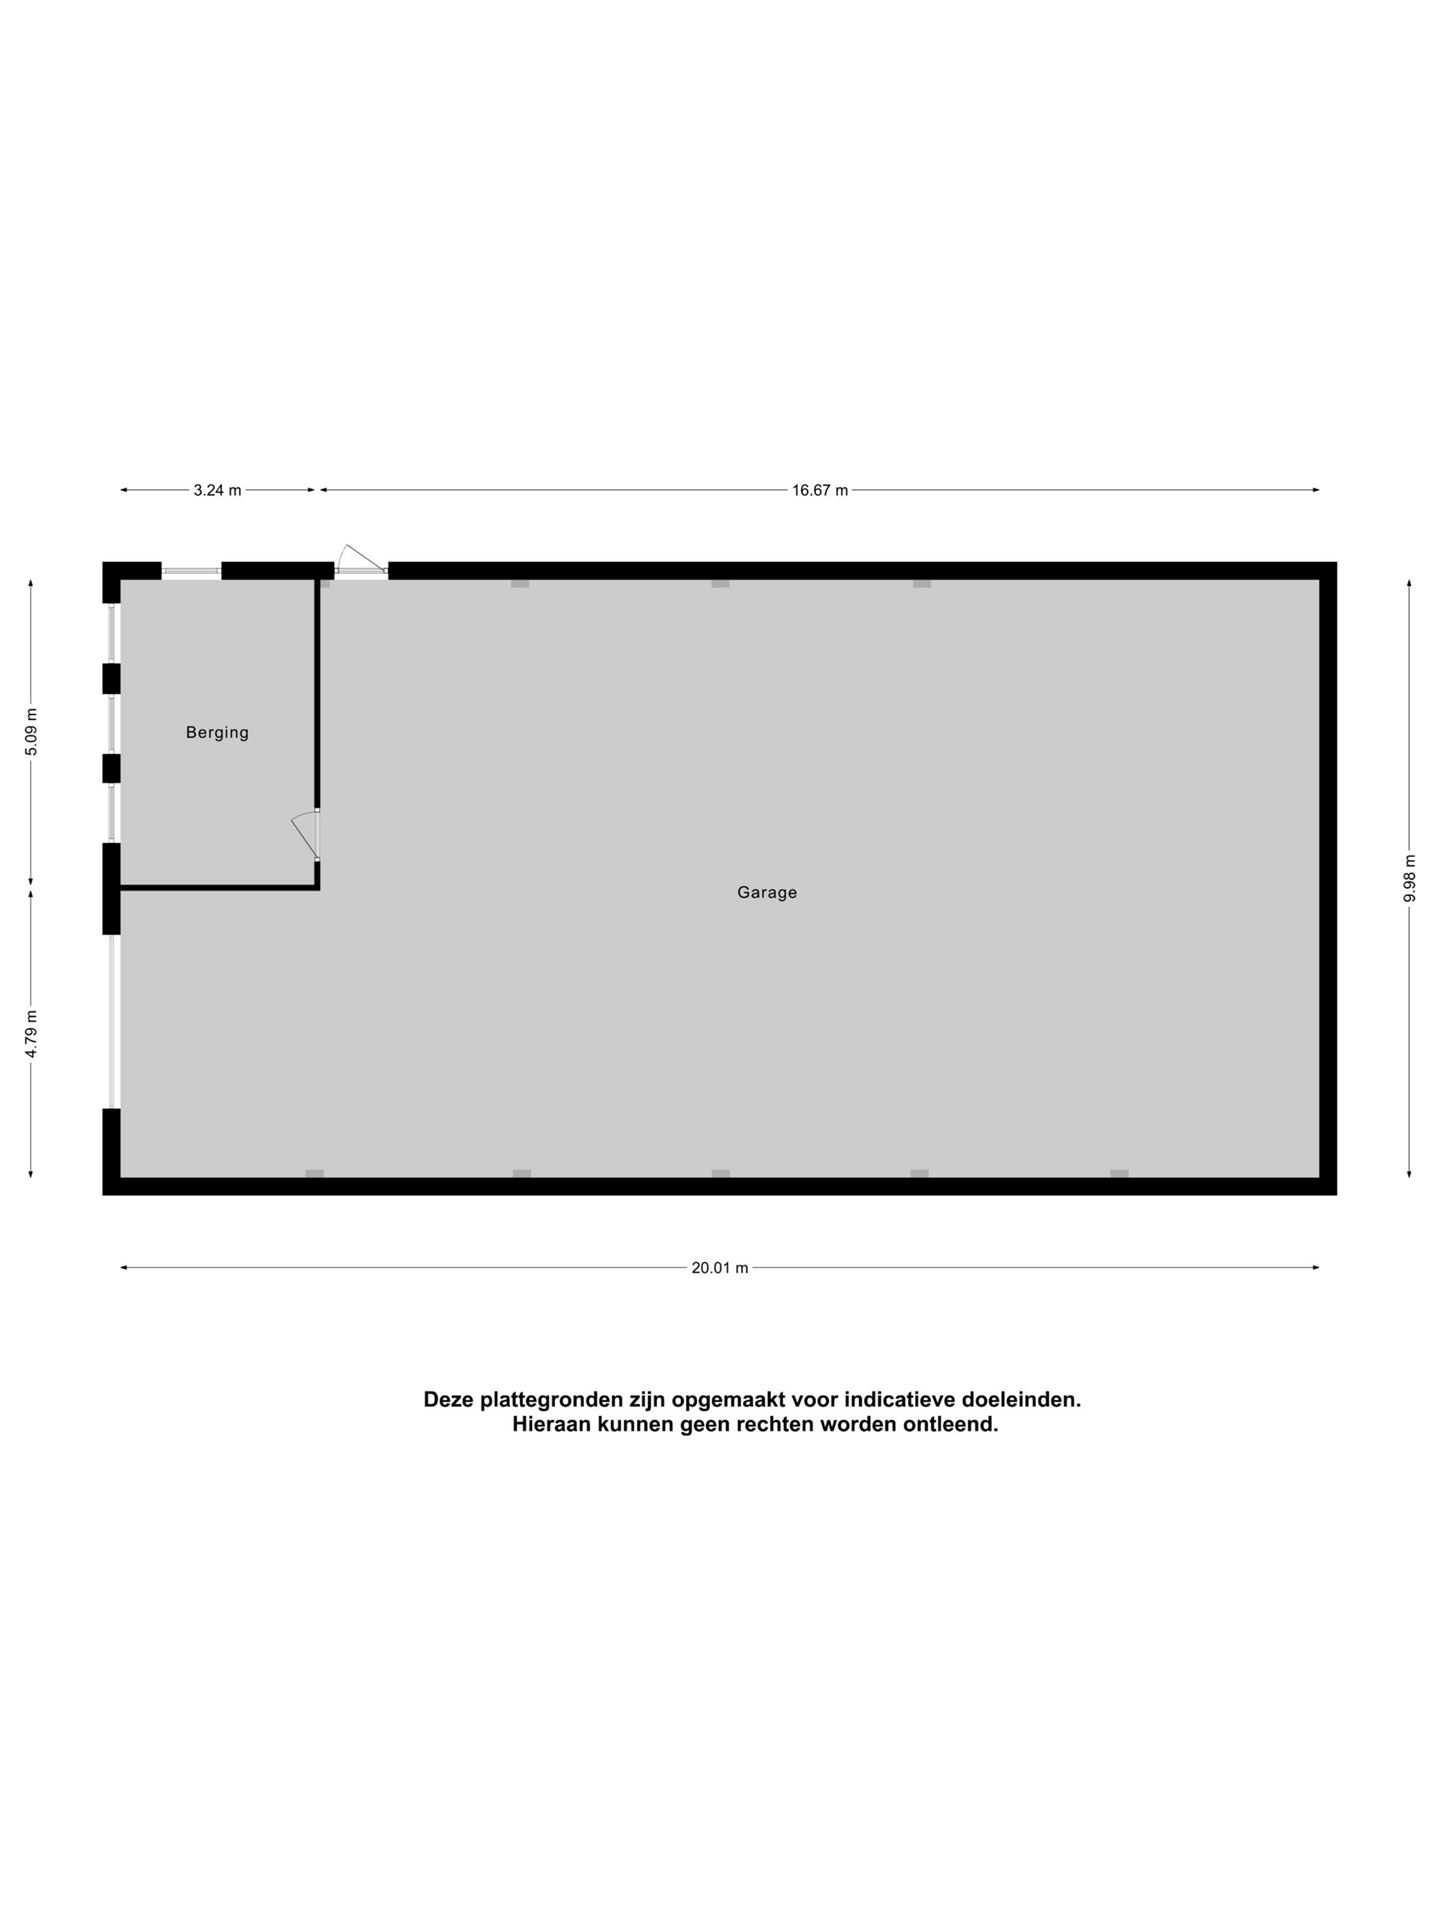 3.24 m
16.67 m
5.09 m
Berging
Garage
9.98 m
4.79 m
20.01 m
Deze plattegronden zijn opgemaakt voor indicatieve doeleinden.
Hieraan kunnen geen rechten worden ontleend.